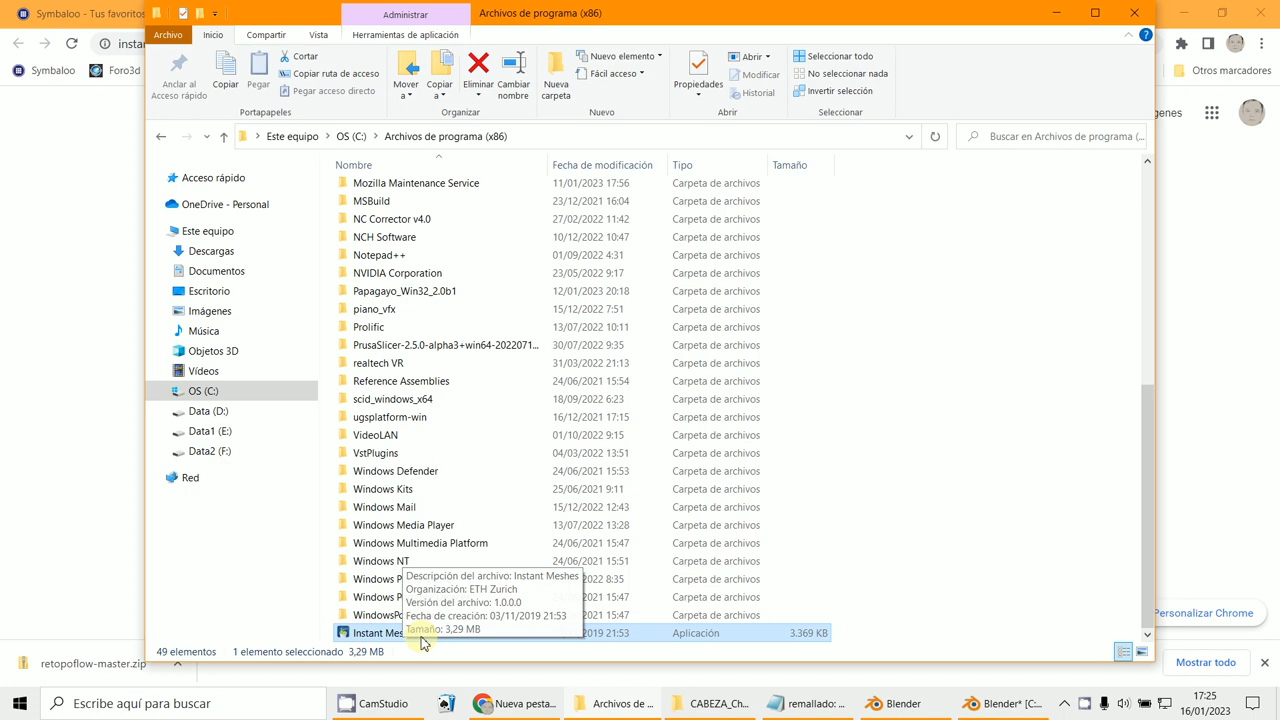 Symbaloo - Tus favoritos
Administrar
Archivos de programa (x86)
Archivo
Inicio
Compartir
Vista
Herramientas de aplicación
Anclar al
Acceso rápido
Copiar
Pegar
Cortar
Copiar ruta de acceso
Pegar acceso directo
Mover
a
Copiar
a
Eliminar
Cambiar
nombre
Nueva
carpeta
Nuevo elemento
Fácil acceso
Propiedades
Abrir
Modificar
Historial
Seleccionar todo
No seleccionar nada
Invertir selección
Portapapeles
Organizar
Nuevo
Abrir
Seleccionar
Symbaloo
Foro3d
Otros marcadores
Este equipo > OS (C:) > Archivos de programa (x86)
Buscar en Archivos de programa (...
Nombre
Fecha de modificación
Tipo
Tamaño
Acceso rápido
OneDrive - Personal
Este equipo
Descargas
Documentos
Escritorio
Imágenes
Música
Objetos 3D
Vídeos
OS (C:)
Data (D:)
Data1 (E:)
Data2 (F:)
Red
Mozilla Maintenance Service 11/01/2023 17:56 Carpeta de archivos
MSBuild 23/12/2021 16:04 Carpeta de archivos
NC Corrector v4.0 27/02/2022 11:42 Carpeta de archivos
NCH Software 10/12/2022 10:47 Carpeta de archivos
Notepad++ 01/09/2022 4:31 Carpeta de archivos
NVIDIA Corporation 23/05/2022 9:17 Carpeta de archivos
Papagayo_Win32_2.0b1 12/01/2023 20:18 Carpeta de archivos
piano_vfx 15/12/2022 7:51 Carpeta de archivos
Prolific 13/07/2022 10:11 Carpeta de archivos
PrusaSlicer-2.5.0-alpha3+win64-2022071... 30/07/2022 9:35 Carpeta de archivos
realtech VR 31/03/2022 21:13 Carpeta de archivos
Reference Assemblies 24/06/2021 15:54 Carpeta de archivos
scid_windows_x64 18/09/2022 6:23 Carpeta de archivos
ugsplatform-win 16/12/2021 17:15 Carpeta de archivos
VideoLAN 01/10/2022 9:15 Carpeta de archivos
VstPlugins 04/03/2022 13:51 Carpeta de archivos
Windows Defender 24/06/2021 15:53 Carpeta de archivos
Windows Kits 25/06/2021 9:11 Carpeta de archivos
Windows Mail 15/12/2022 12:43 Carpeta de archivos
Windows Media Player 13/07/2022 13:28 Carpeta de archivos
Windows Multimedia Platform 24/06/2021 15:47 Carpeta de archivos
Windows NT 24/06/2021 15:51 Carpeta de archivos
Windows P 2022 8:35 Carpeta de archivos
Windows P 2021 15:47 Carpeta de archivos
WindowsPo 2021 15:47 Carpeta de archivos
Instant Mes 2019 21:53 Aplicación 3.369 KB
Descripción del archivo: Instant Meshes
Organización: ETH Zurich
Versión del archivo: 1.0.0.0
Fecha de creación: 03/11/2019 21:53
Tamaño: 3,29 MB
49 elementos
1 elemento seleccionado 3,29 MB
Personalizar Chrome
retopoflow-master.zip
Mostrar todo
Escribe aquí para buscar
CamStudio
Nueva pesta...
Archivos de ...
CABEZA_Ch...
remallado: ...
Blender
Blender* [C:...
17:25
16/01/2023